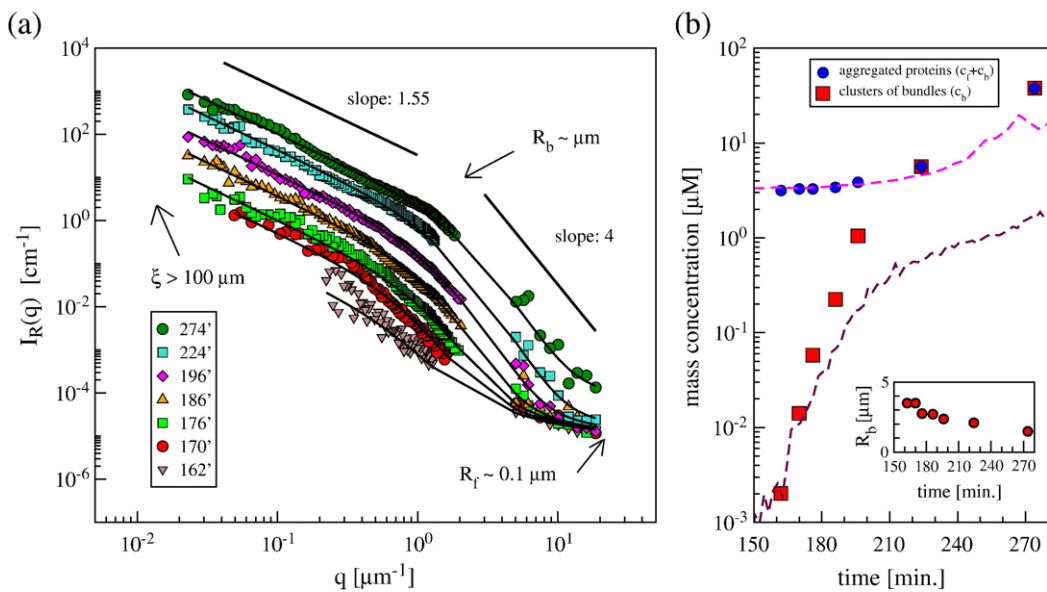 (a)
10^4
10^2
10^0
10^-2
10^-4
10^-6
I_R(q) [cm^-1]
slope: 1.55
R_b ~ μm
slope: 4
ξ > 100 μm
R_f ~ 0.1 μm
274'
224'
196'
186'
176'
170'
162'
10^-2
10^-1
10^0
10^1
q [μm^-1]
(b)
10^2
10^1
10^0
10^-1
10^-2
10^-3
mass concentration [μM]
aggregated proteins (c_f+c_b)
clusters of bundles (c_b)
5
0
R_b [μm]
150 180 210 240 270
time [min.]
150
180
210
240
270
time [min.]